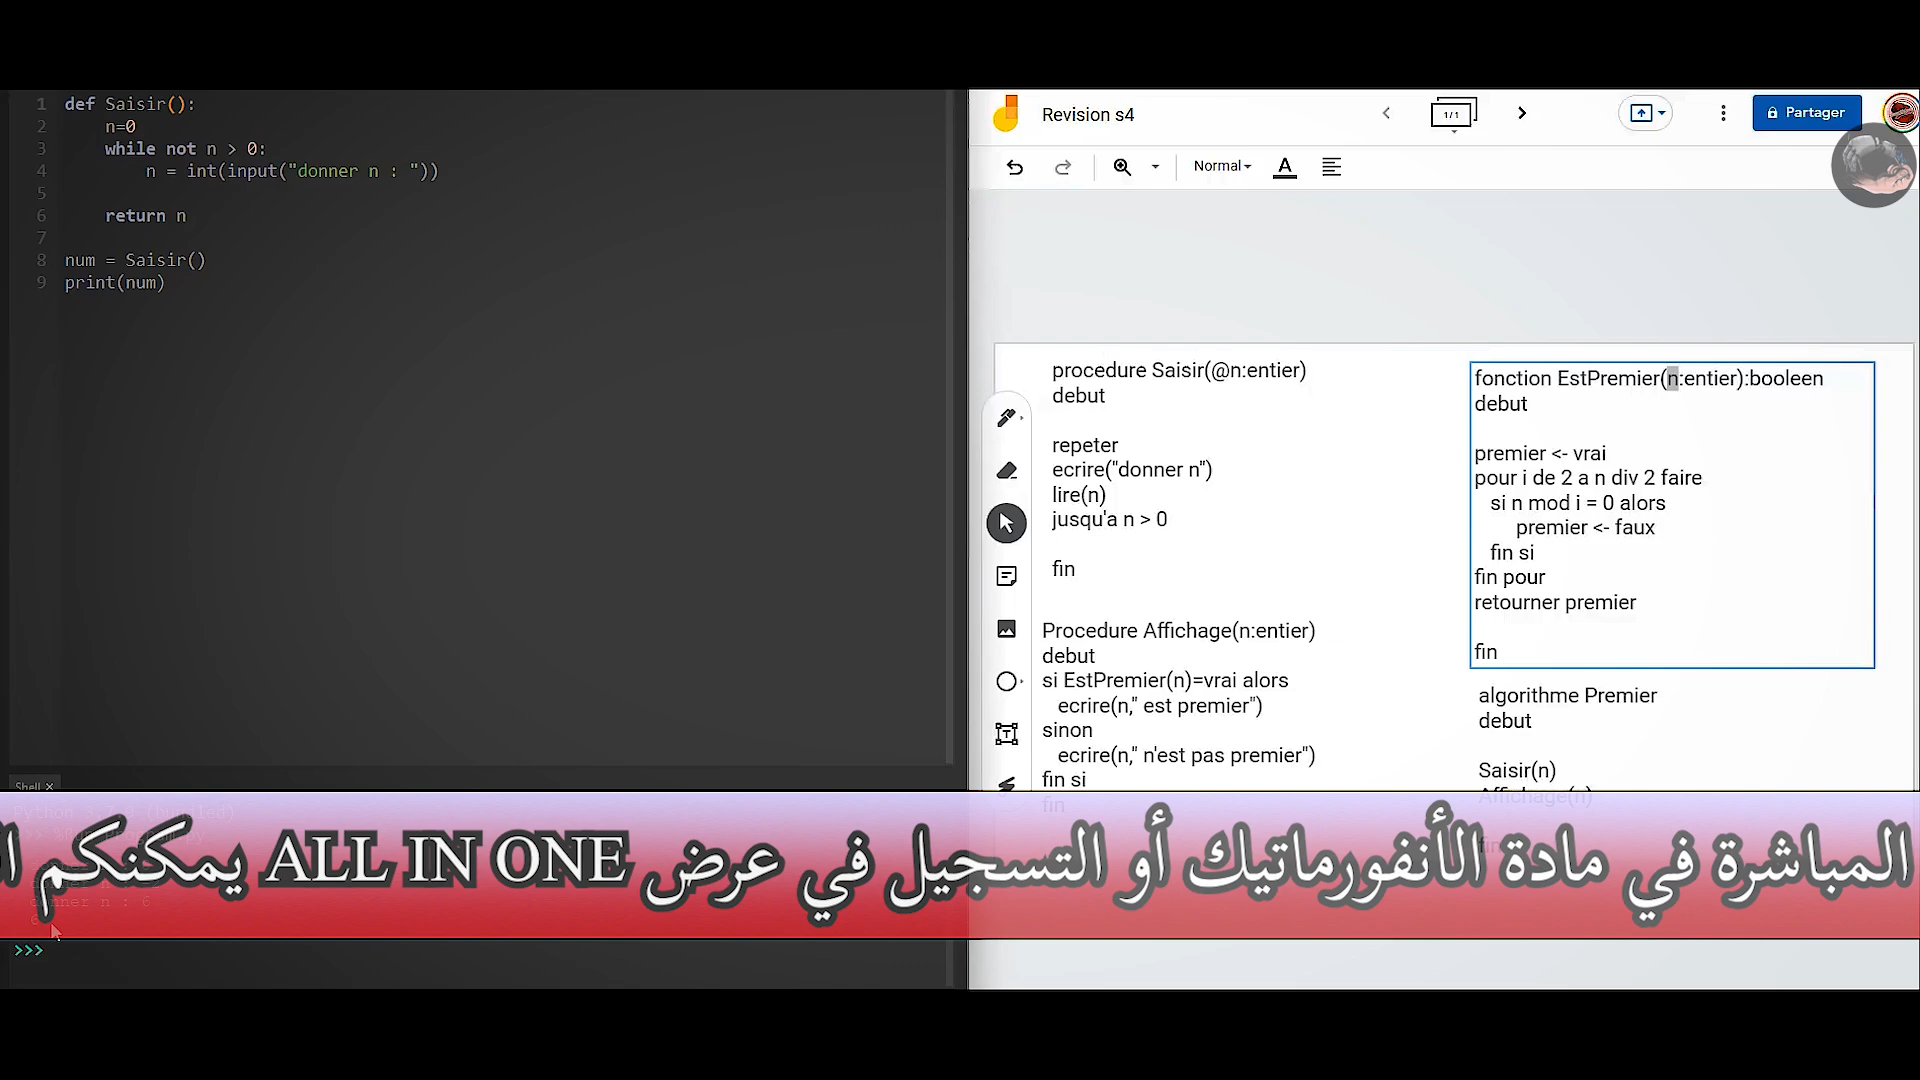 1 def Saisir():
2 n=0
3 while not n > 0:
4 n = int(input("donner n : "))
5
6 return n
7
8 num = Saisir()
9 print(num)
Shell ×
donner n : 6
6
>>>
Revision s4
1/1
Partager
Normal
procedure Saisir(@n:entier)
debut
repeter
ecrire("donner n")
lire(n)
jusqu'a n > 0
fin
Procedure Affichage(n:entier)
debut
si EstPremier(n)=vrai alors
ecrire(n," est premier")
sinon
ecrire(n," n'est pas premier")
fin si
fin
fonction EstPremier(n:entier):booleen
debut
premier <- vrai
pour i de 2 a n div 2 faire
si n mod i = 0 alors
premier <- faux
fin si
fin pour
retourner premier
fin
algorithme Premier
debut
Saisir(n)
Affichage(n)
fin
المباشرة في مادة الأنفورماتيك أو التسجيل في عرض ALL IN ONE يمكنكم